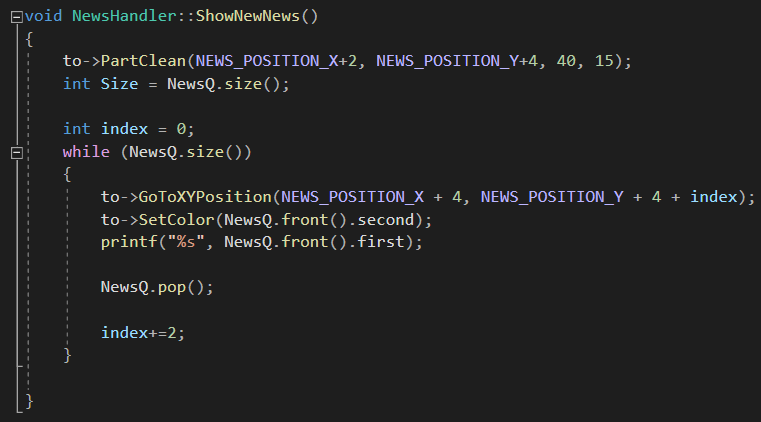 void NewsHandler::ShowNewNews()
{
to->PartClean(NEWS_POSITION_X+2, NEWS_POSITION_Y+4, 40, 15);
int Size = NewsQ.size();
int index = 0;
while (NewsQ.size())
{
to->GoToXYPosition(NEWS_POSITION_X + 4, NEWS_POSITION_Y + 4 + index);
to->SetColor(NewsQ.front().second);
printf("%s", NewsQ.front().first);
NewsQ.pop();
index+=2;
}
}